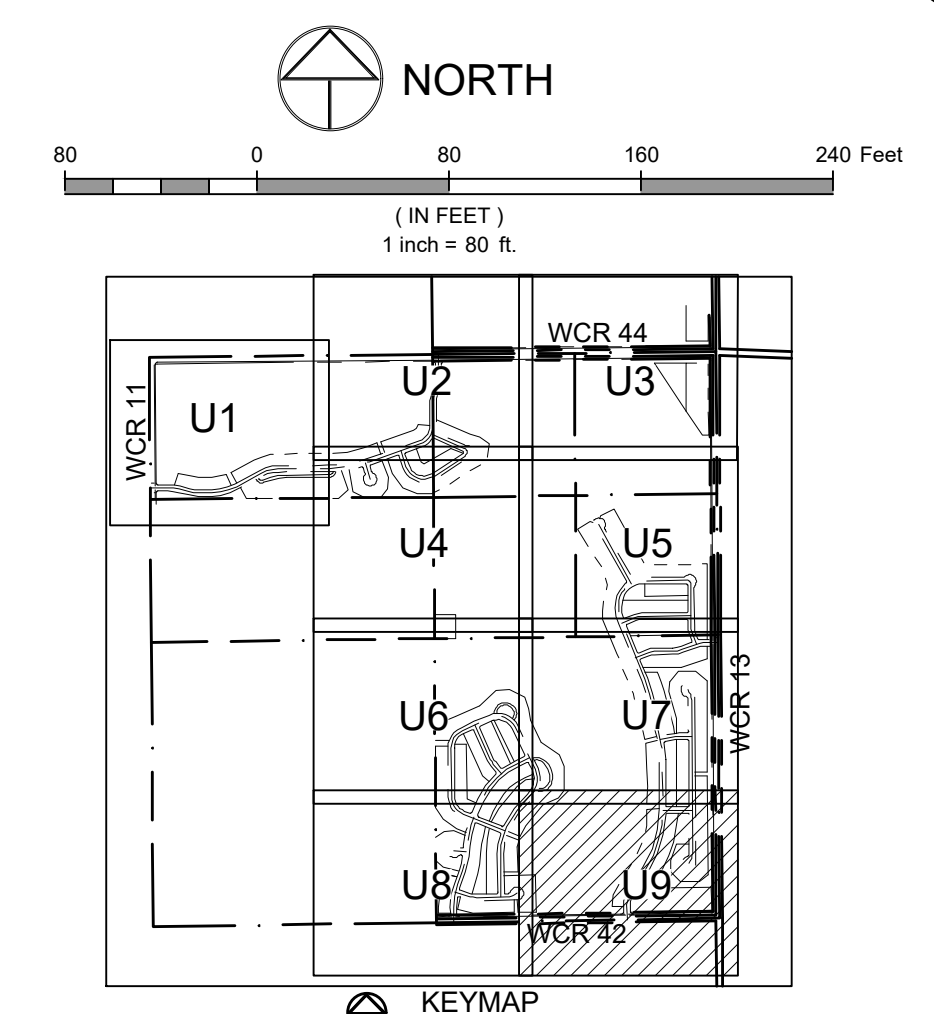 NORTH
80 0 80 160 240 Feet
( IN FEET )
1 inch = 80 ft.
WCR 44
U2 U3
WCR 11
U1
U4 U5
WCR 13
U6 U7
U8 U9
WCR 42
KEYMAP